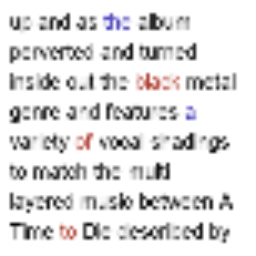 up and as the album
perverted and turned
inside out the black metal
genre and features a
variety of vocal shadings
to match the multi
layered music between A
Time to Die described by